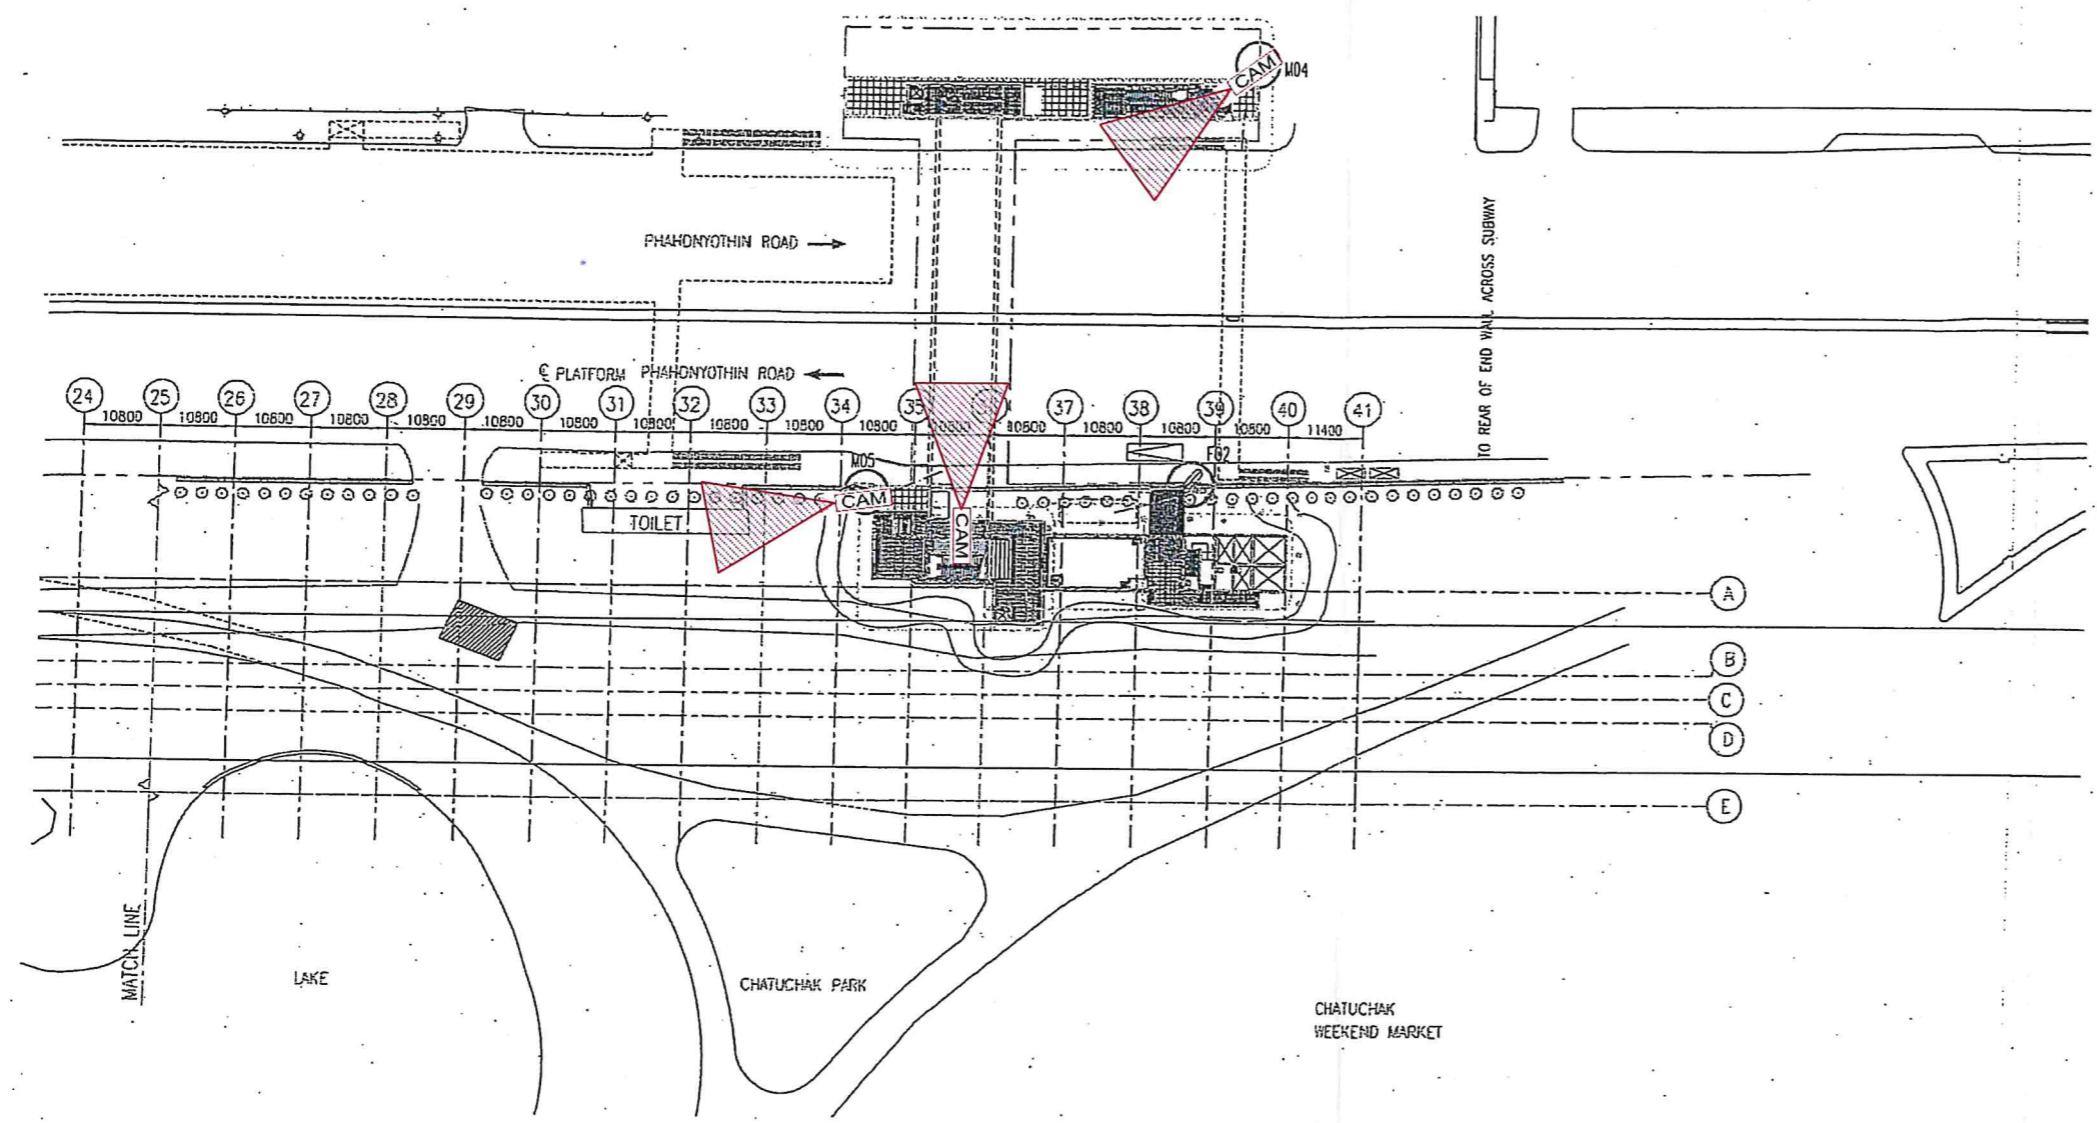 CAM
M04
PHAHONYOTHIN ROAD
TO REAR OF END WALL ACROSS SUBWAY
℄ PLATFORM PHAHONYOTHIN ROAD
24 25 26 27 28 29 30 31 32 33 34 35 37 38 39 40 41
10800 10800 10800 10800 10800 10800 10800 10800 10800 10800 10800 10800 10800 10800 10800 10800 11400
M05
F02
CAM
CAM
TOILET
A
B
C
D
E
MATCH LINE
LAKE
CHATUCHAK PARK
CHATUCHAK
WEEKEND MARKET